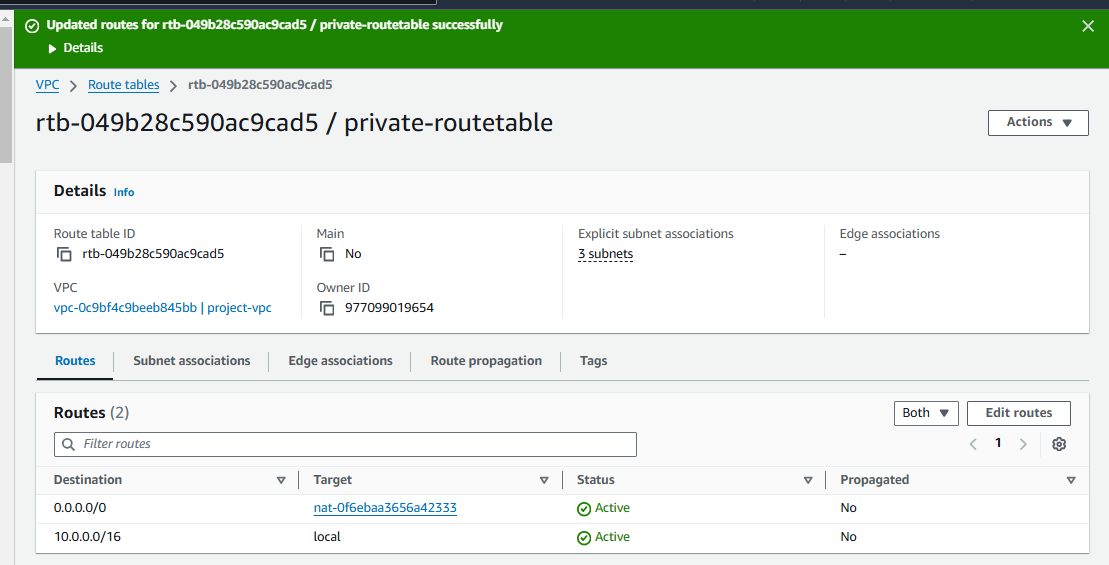 Updated routes for rtb-049b28c590ac9cad5 / private-routetable successfully
Details
VPC > Route tables > rtb-049b28c590ac9cad5
rtb-049b28c590ac9cad5 / private-routetable
Actions
Details Info
Route table ID
rtb-049b28c590ac9cad5
Main
No
Explicit subnet associations
3 subnets
Edge associations
–
VPC
vpc-0c9bf4c9beeb845bb | project-vpc
Owner ID
977099019654
Routes Subnet associations Edge associations Route propagation Tags
Routes (2)
Both
Edit routes
Filter routes
1
Destination Target Status Propagated
0.0.0.0/0 nat-0f6ebaa3656a42333 Active No
10.0.0.0/16 local Active No